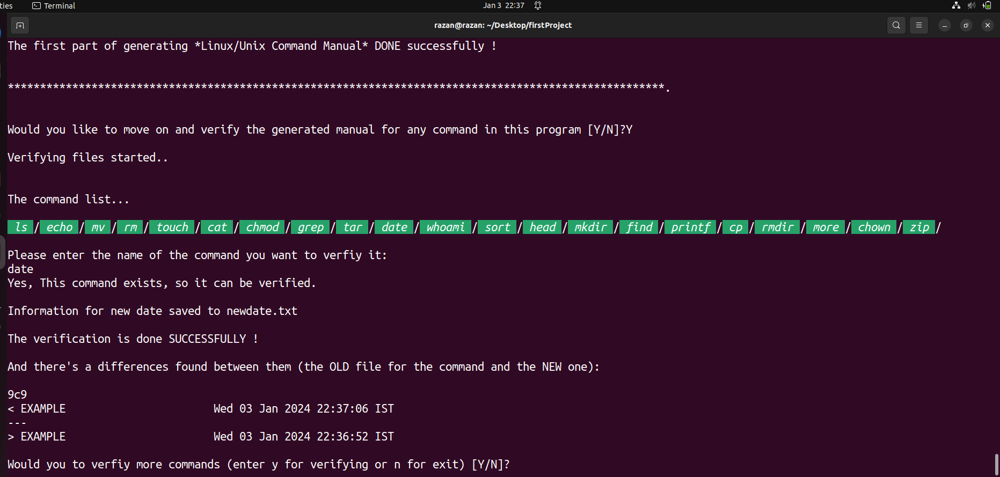 ties
Terminal
Jan 3 22:37
razan@razan: ~/Desktop/firstProject
The first part of generating *Linux/Unix Command Manual* DONE successfully !
******************************************************************************************************.
Would you like to move on and verify the generated manual for any command in this program [Y/N]?Y
Verifying files started..
The command list...
ls / echo / mv / rm / touch / cat / chmod / grep / tar / date / whoami / sort / head / mkdir / find / printf / cp / rmdir / more / chown / zip /
Please enter the name of the command you want to verfiy it:
date
Yes, This command exists, so it can be verified.
Information for new date saved to newdate.txt
The verification is done SUCCESSFULLY !
And there's a differences found between them (the OLD file for the command and the NEW one):
9c9
< EXAMPLE                       Wed 03 Jan 2024 22:37:06 IST
---
> EXAMPLE                       Wed 03 Jan 2024 22:36:52 IST
Would you to verfiy more commands (enter y for verifying or n for exit) [Y/N]?